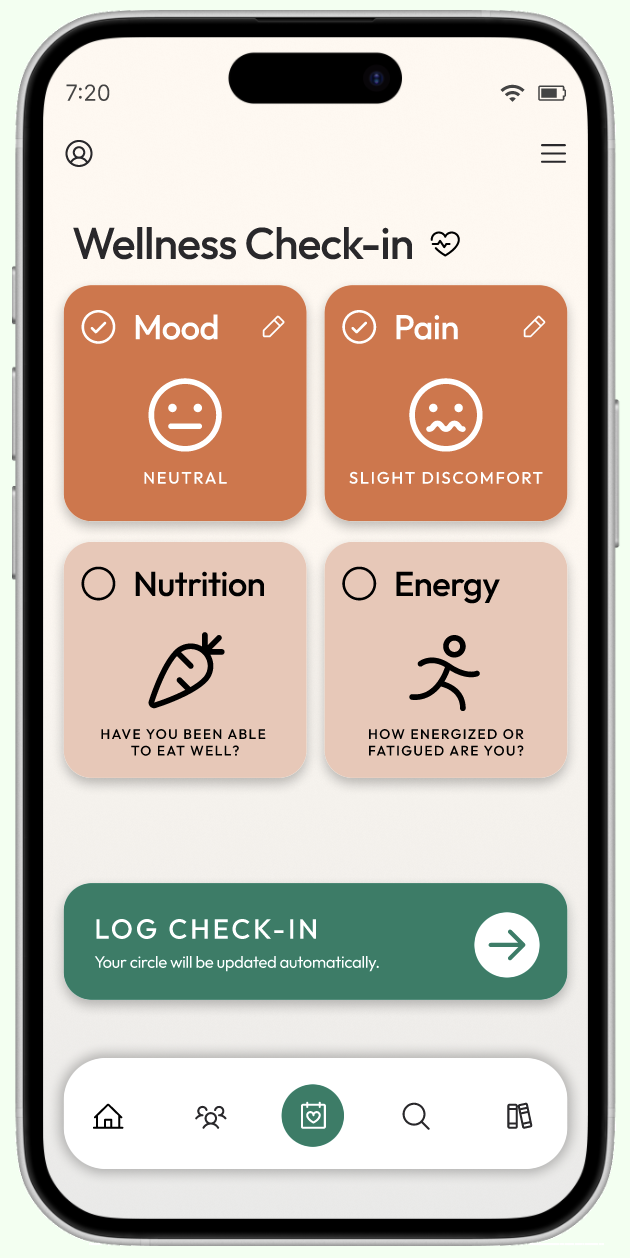 7:20
Wellness Check-in
Mood
Pain
NEUTRAL
SLIGHT DISCOMFORT
Nutrition
Energy
HAVE YOU BEEN ABLE
TO EAT WELL?
HOW ENERGIZED OR
FATIGUED ARE YOU?
LOG CHECK-IN
Your circle will be updated automatically.